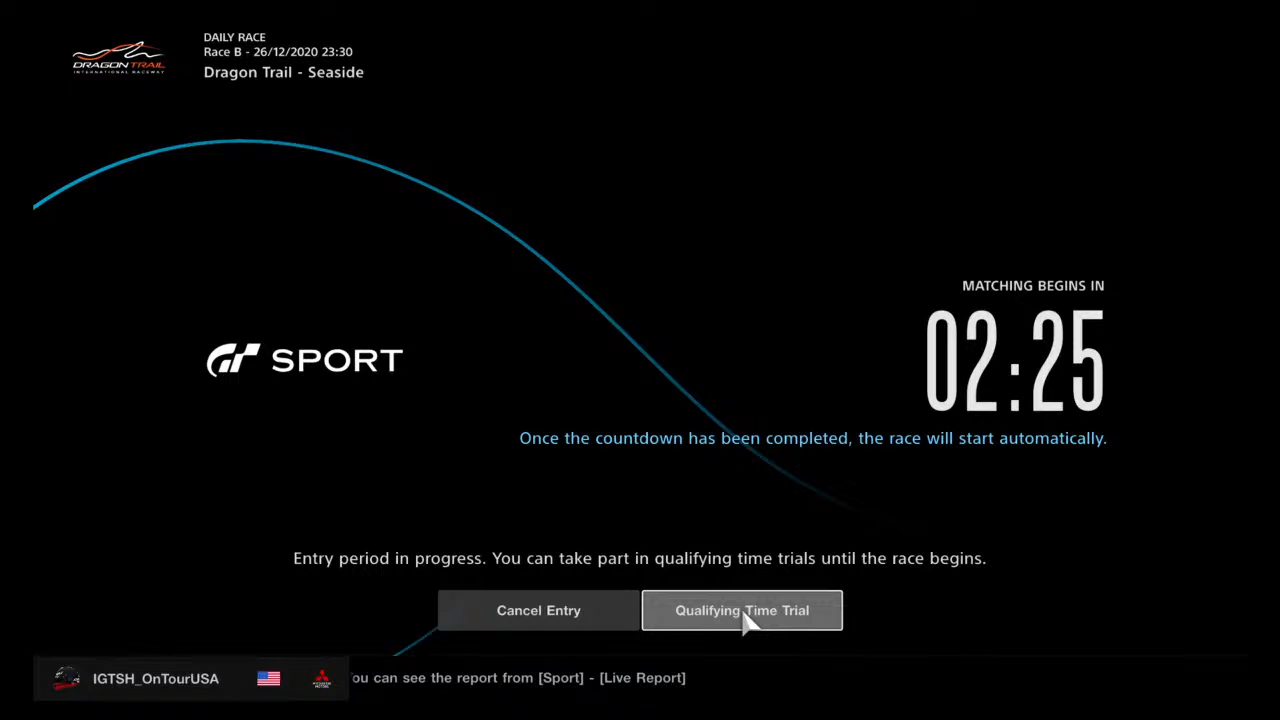 DRAGON TRAIL
INTERNATIONAL RACEWAY
DAILY RACE
Race B - 26/12/2020 23:30
Dragon Trail - Seaside
MATCHING BEGINS IN
02:25
GT SPORT
Once the countdown has been completed, the race will start automatically.
Entry period in progress. You can take part in qualifying time trials until the race begins.
Cancel Entry
Qualifying Time Trial
IGTSH_OnTourUSA
MITSUBISHI
MOTORS
You can see the report from [Sport] - [Live Report]